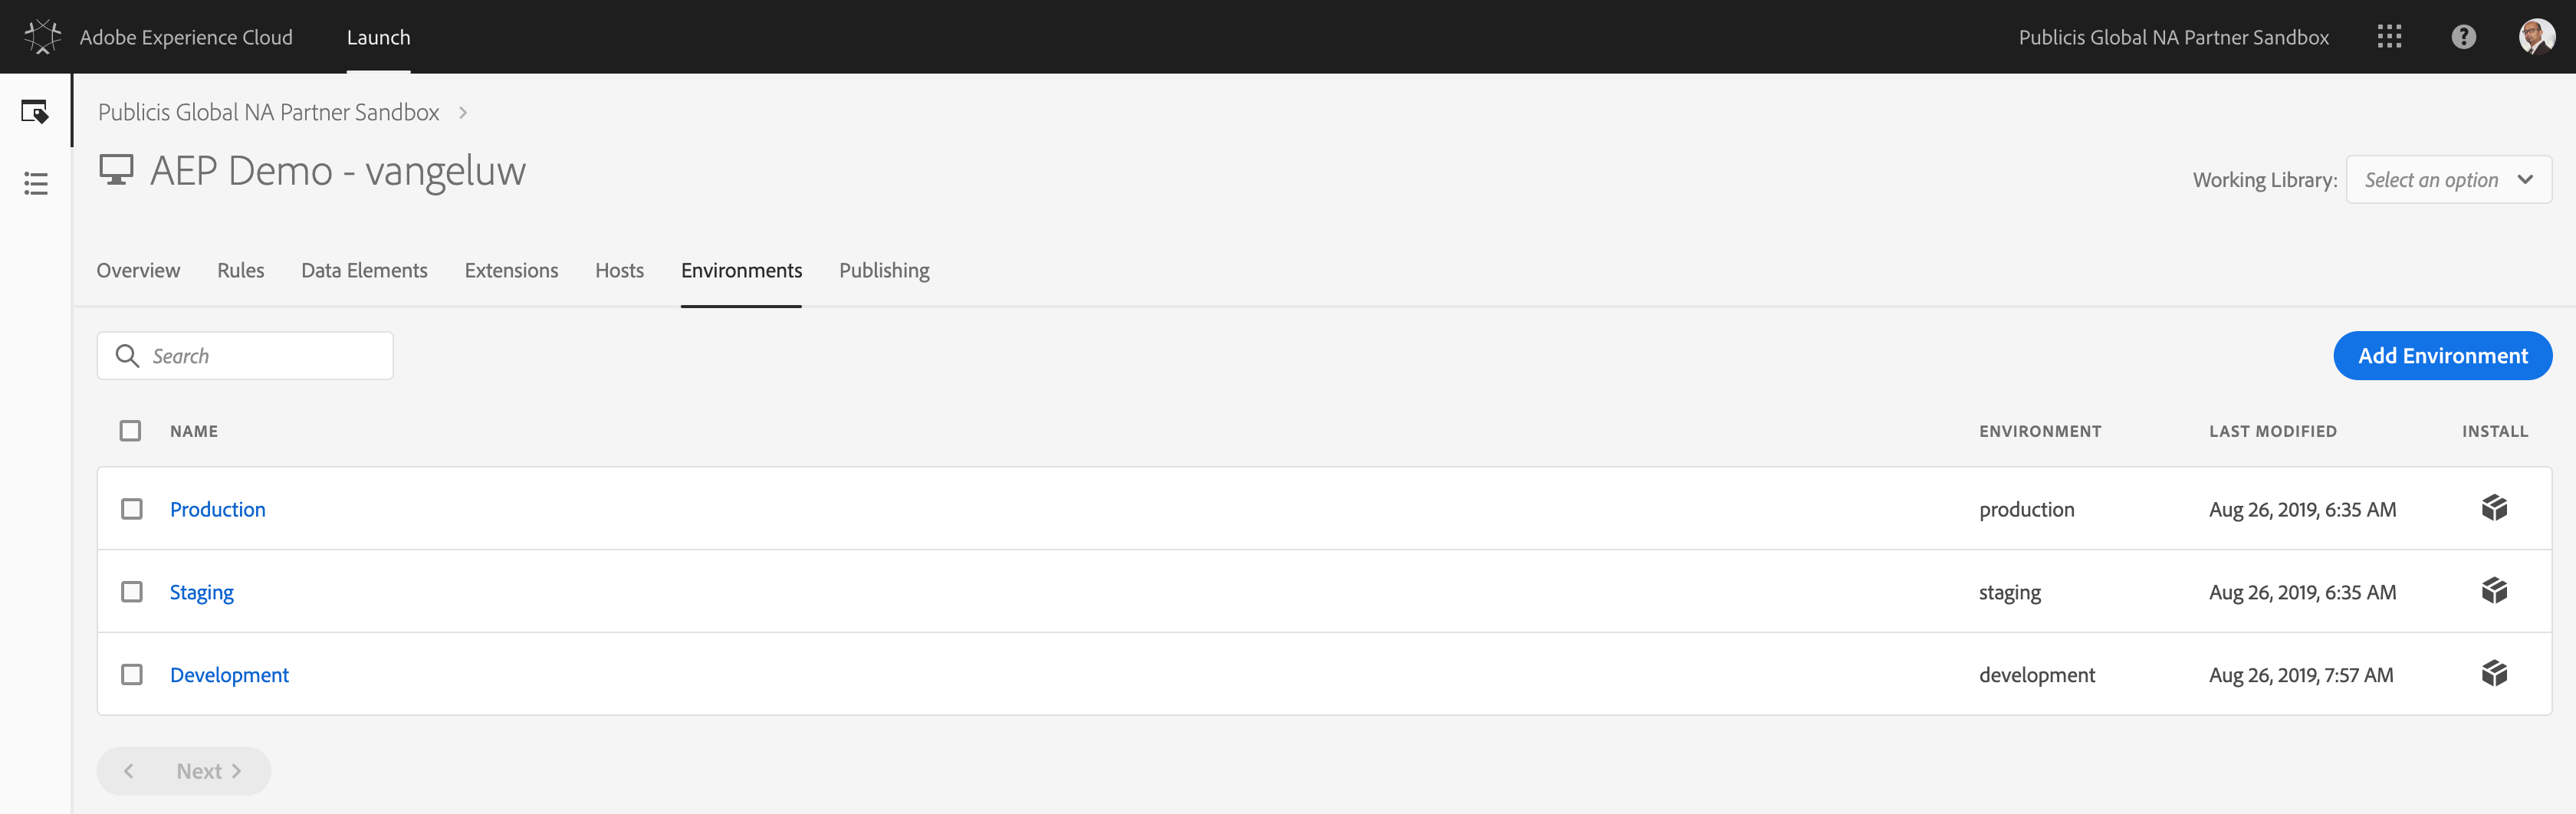 Adobe Experience Cloud Launch Publicis Global NA Partner Sandbox ?
Publicis Global NA Partner Sandbox >
AEP Demo - vangeluw
Working Library: Select an option
Overview Rules Data Elements Extensions Hosts Environments Publishing
Search Add Environment
NAME ENVIRONMENT LAST MODIFIED INSTALL
Production production Aug 26, 2019, 6:35 AM
Staging staging Aug 26, 2019, 6:35 AM
Development development Aug 26, 2019, 7:57 AM
< Next >